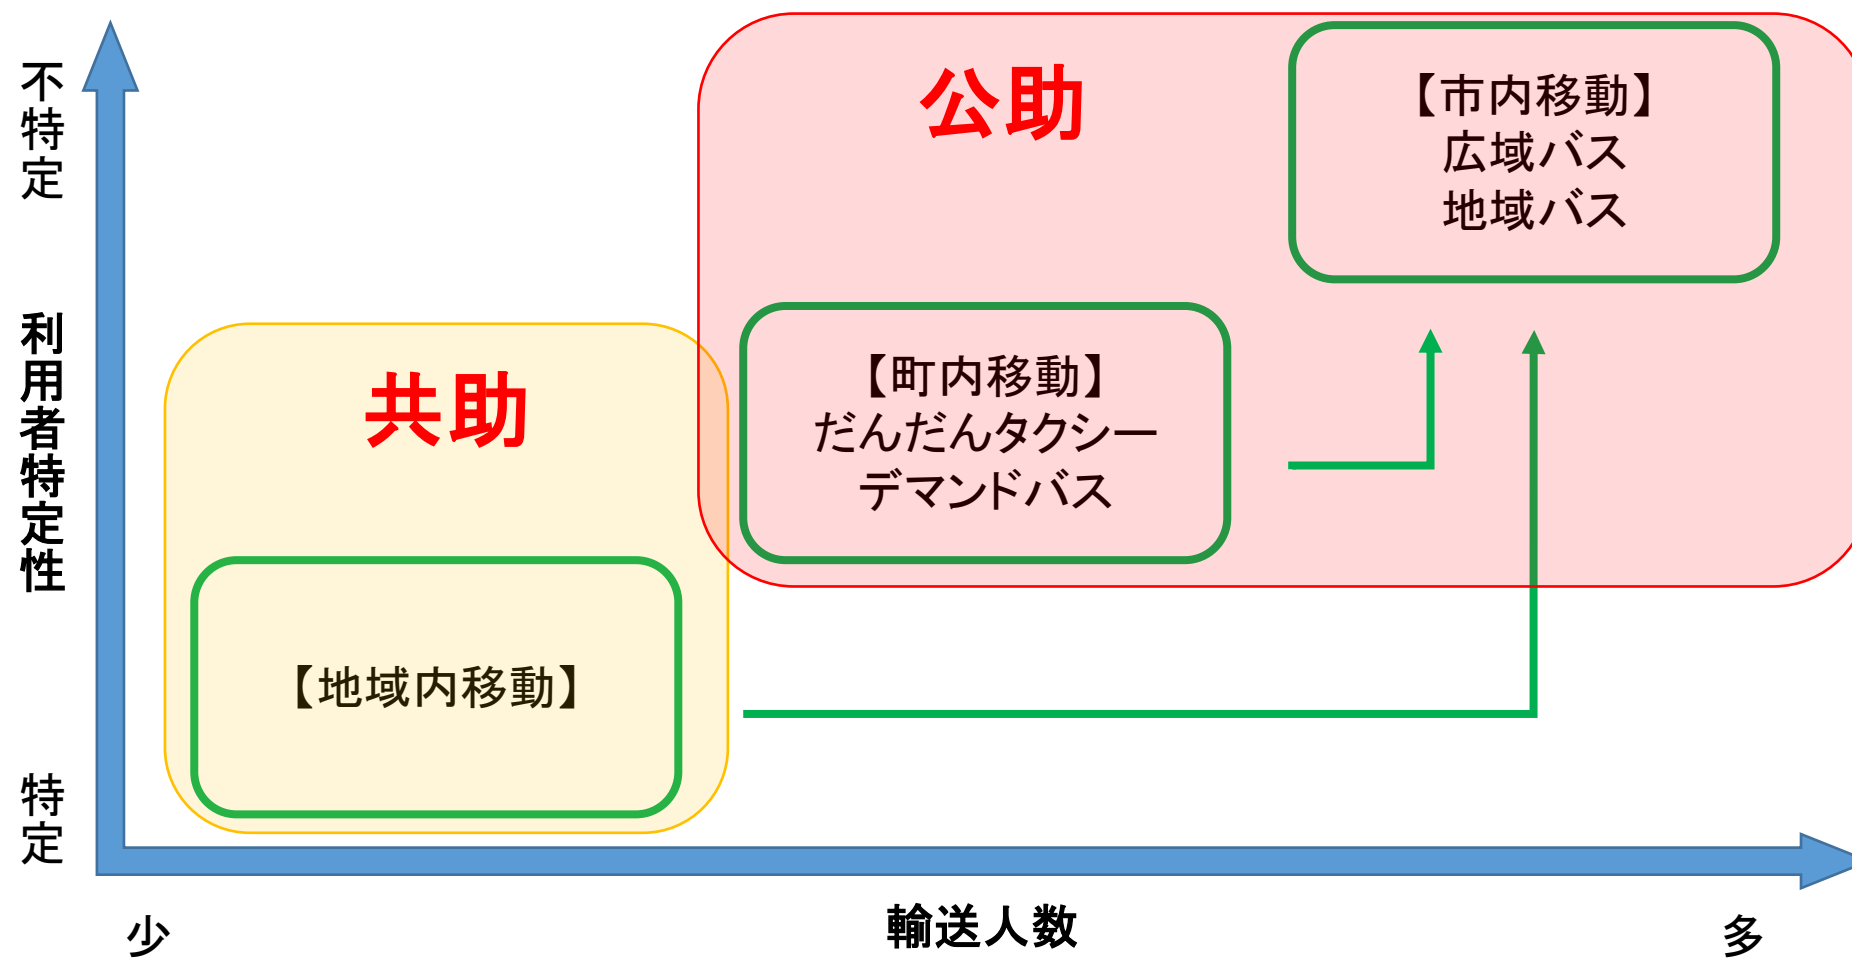 不特定
利用者特定性
特定
公助
【市内移動】
広域バス
地域バス
共助
【町内移動】
だんだんタクシー
デマンドバス
【地域内移動】
少
輸送人数
多